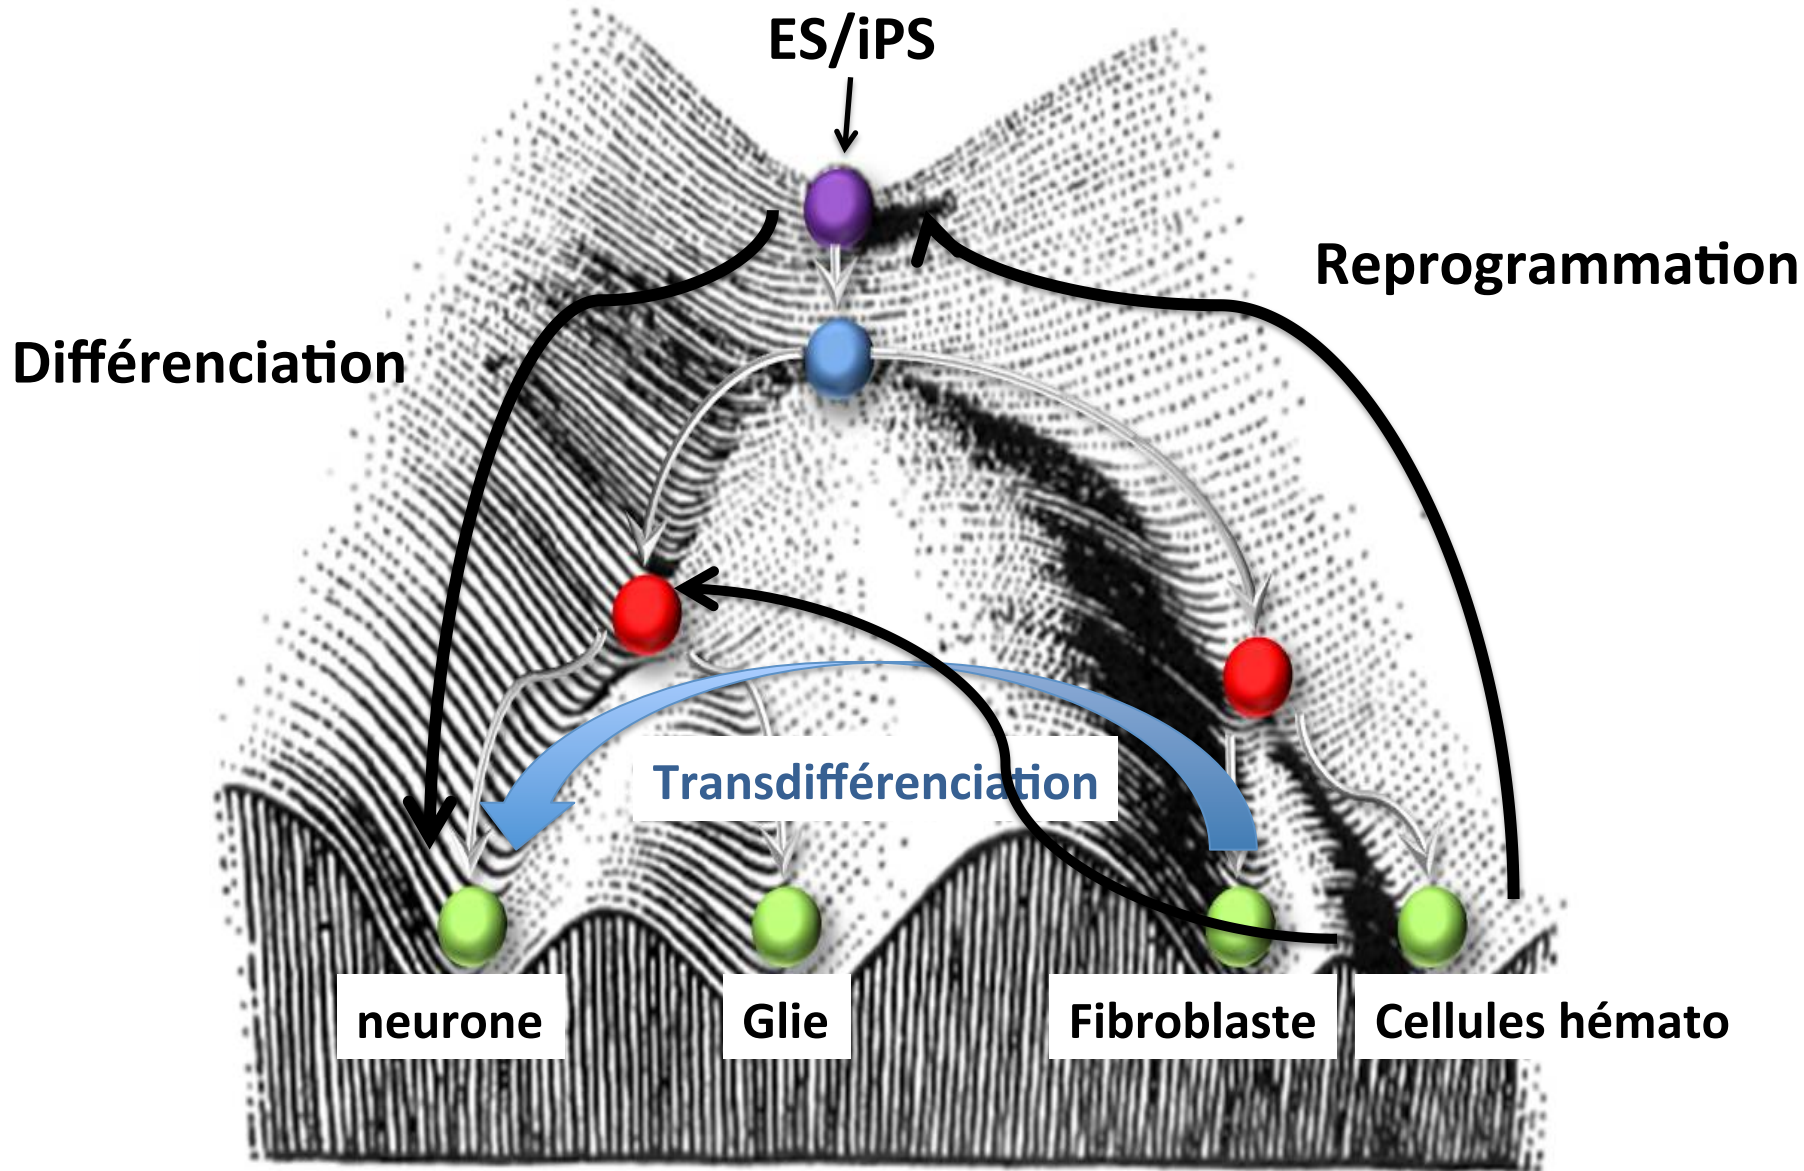 ES/iPS
Reprogrammation
Différenciation
Transdifférenciation
neurone
Glie
Fibroblaste
Cellules hémato